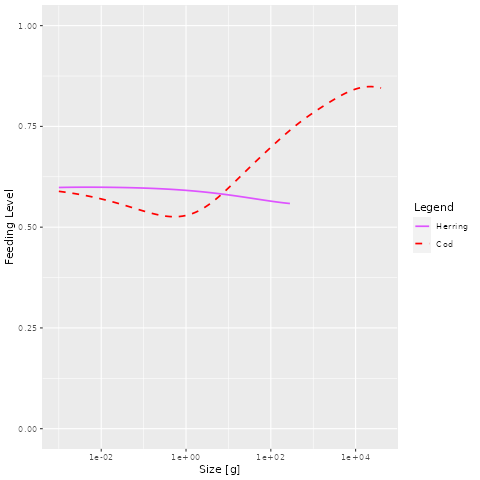 1.00
0.75
0.50
0.25
0.00
Feeding Level
1e-02
1e+00
1e+02
1e+04
Size [g]
Legend
Herring
Cod